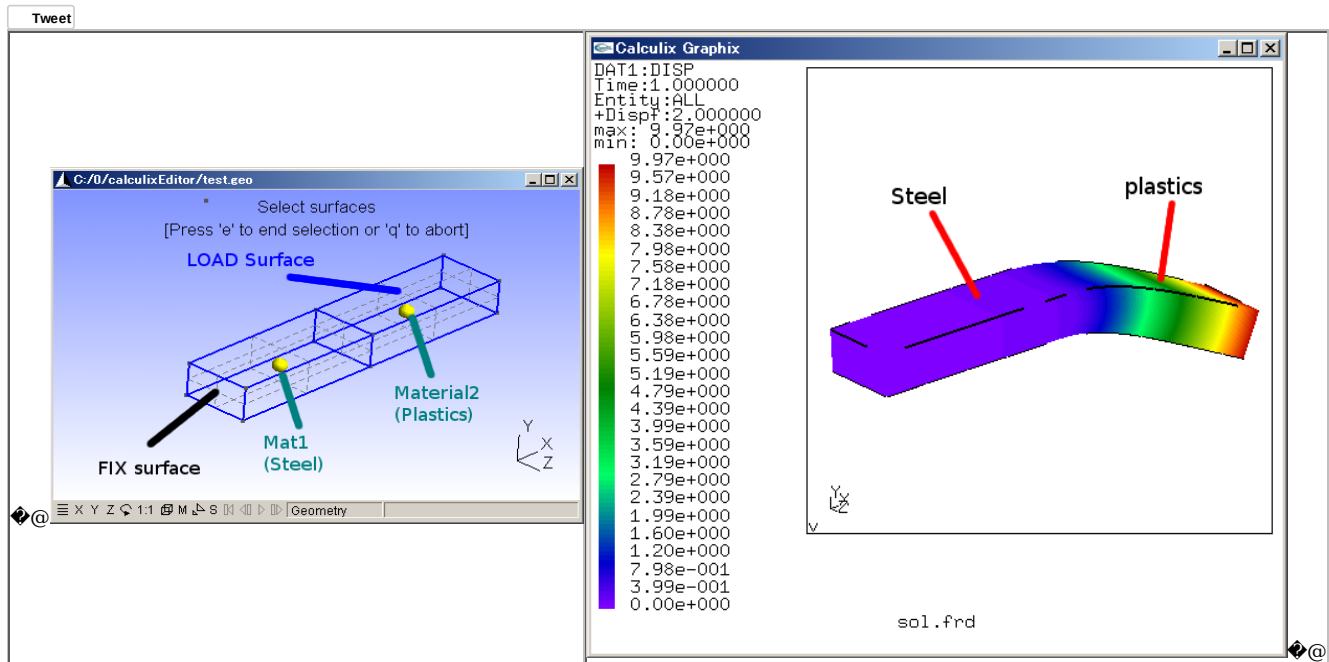 Tweet
C:/0/calculixEditor/test.geo
Select surfaces
[Press 'e' to end selection or 'q' to abort]
LOAD Surface
Material2
(Plastics)
Mat1
(Steel)
FIX surface
Y
X
Z
X Y Z 1:1 M S Geometry
�@
Calculix Graphix
DAT1:DISP
Time:1.000000
Entity:ALL
+Dispf:2.000000
max: 9.97e+000
min: 0.00e+000
9.97e+000
9.57e+000
9.18e+000
8.78e+000
8.38e+000
7.98e+000
7.58e+000
7.18e+000
6.78e+000
6.38e+000
5.98e+000
5.59e+000
5.19e+000
4.79e+000
4.39e+000
3.99e+000
3.59e+000
3.19e+000
2.79e+000
2.39e+000
1.99e+000
1.60e+000
1.20e+000
7.98e-001
3.99e-001
0.00e+000
Steel
plastics
Y
X
Z
V
sol.frd
�@